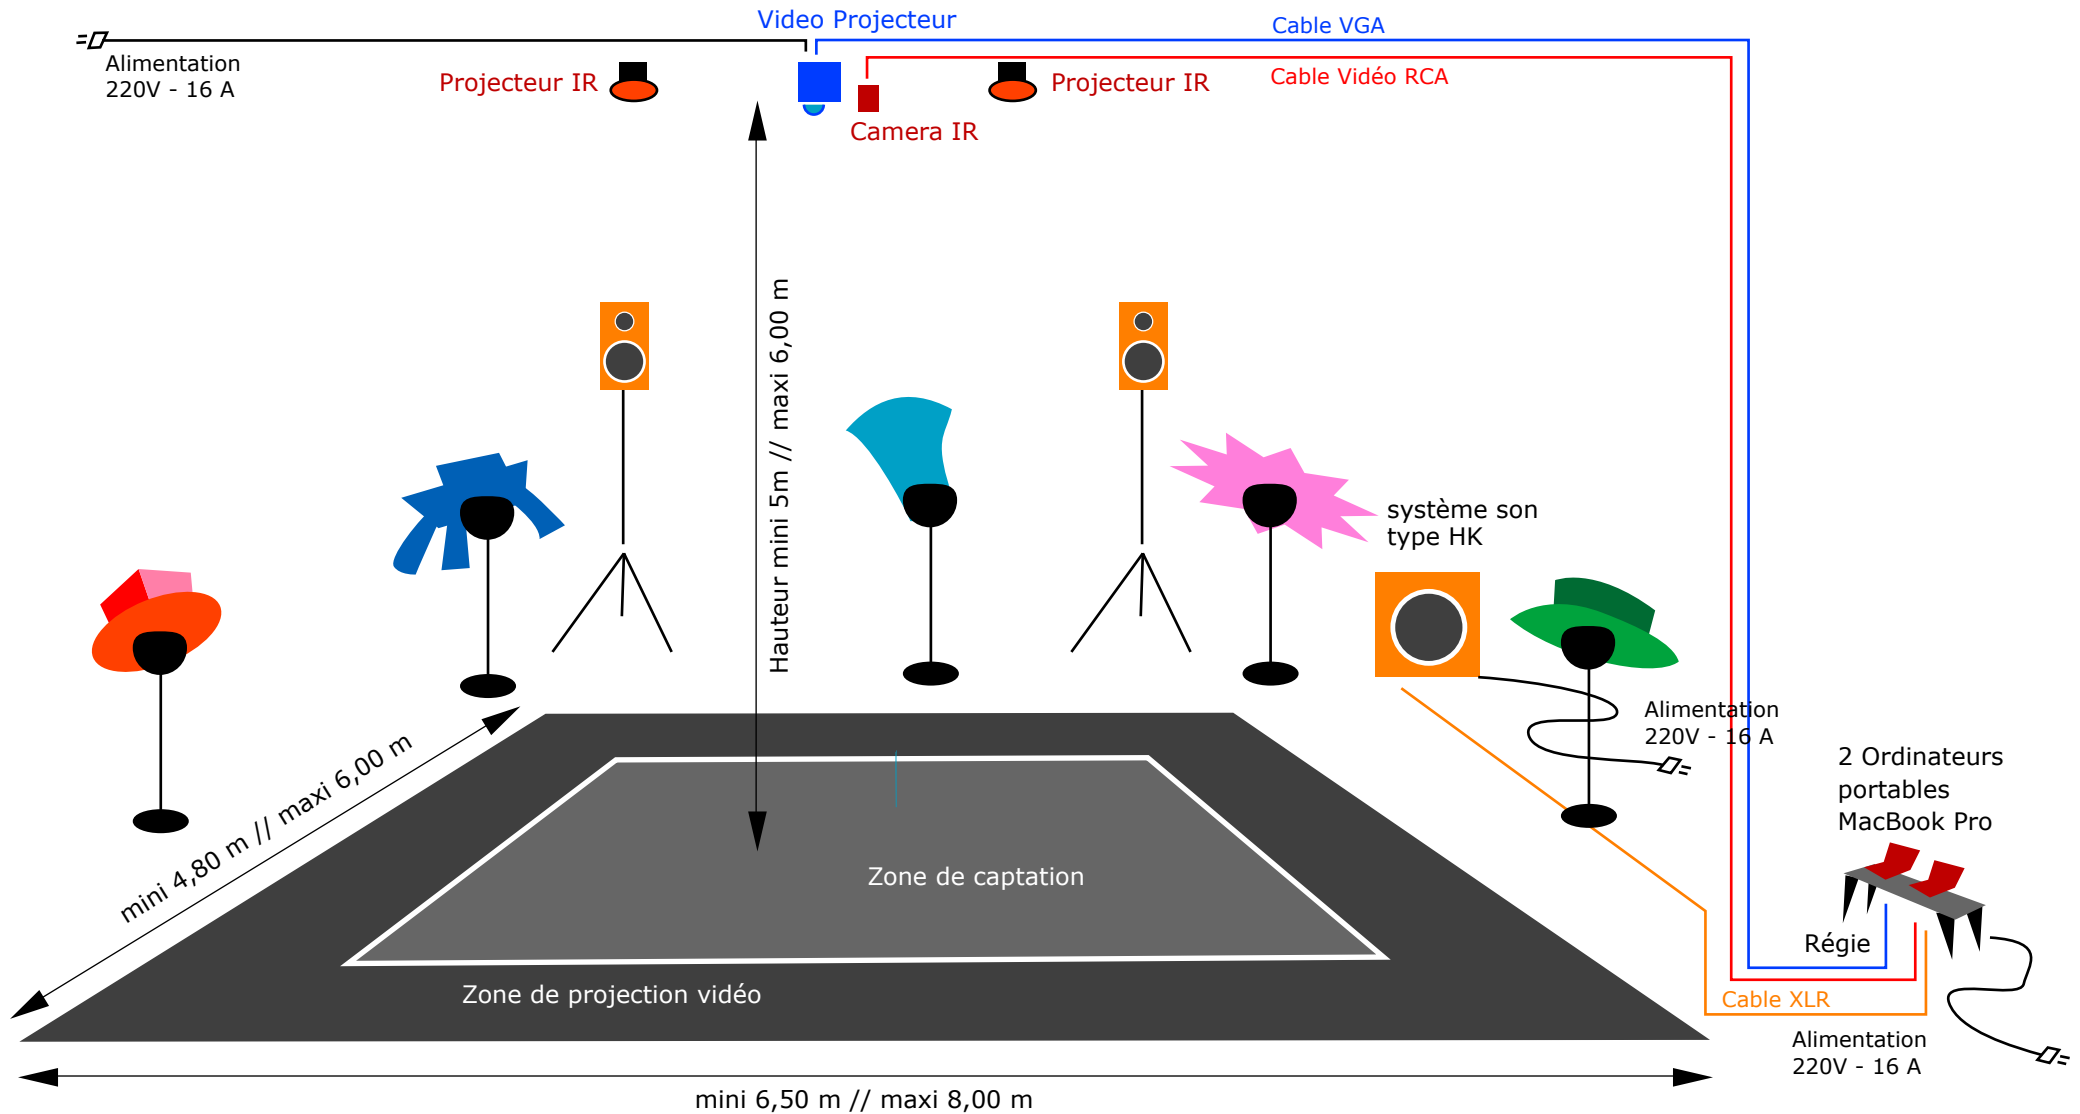 Video Projecteur
Cable VGA
Alimentation
220V - 16 A
Projecteur IR
Projecteur IR
Cable Vidéo RCA
Camera IR
Hauteur mini 5m // maxi 6,00 m
système son
type HK
Alimentation
220V - 16 A
2 Ordinateurs
portables
MacBook Pro
mini 4,80 m // maxi 6,00 m
Zone de captation
Régie
Zone de projection vidéo
Cable XLR
Alimentation
220V - 16 A
mini 6,50 m // maxi 8,00 m